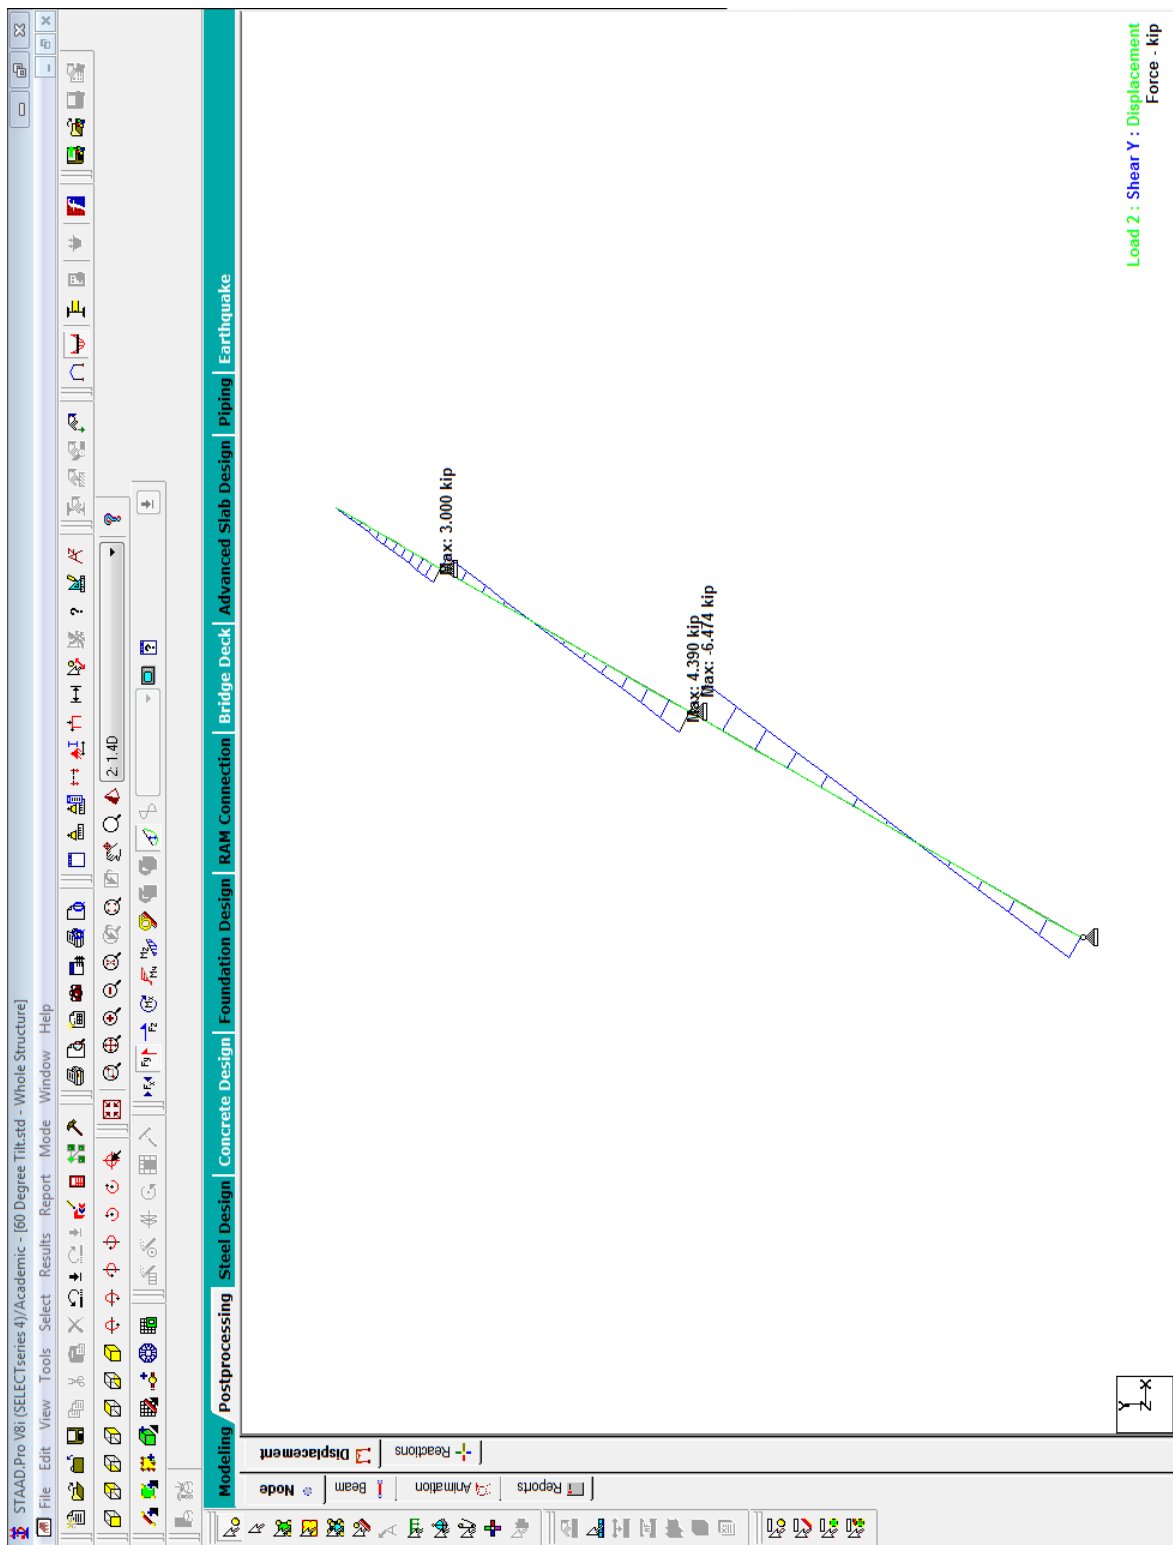 STAAD.Pro V8i (SELECTseries 4)/Academic - [60 Degree Tilt.std - Whole Structure]
File Edit View Tools Select Results Report Mode Window Help
2: 1.4D
Modeling Postprocessing Steel Design Concrete Design Foundation Design RAM Connection Bridge Deck Advanced Slab Design Piping Earthquake
Node
Beam
Animation
Reports
Displacement
Reactions
Max: 3.000 kip
Max: 4.390 kip
Max: -6.474 kip
Y
Z X
Load 2 : Shear Y : Displacement
Force - kip